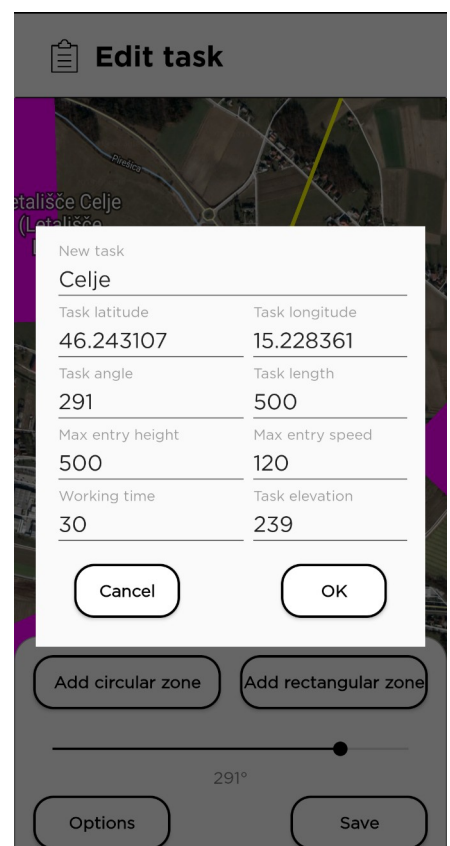 Edit task
Pirešica
etališče Celje
(Letališče
New task
Celje
Task latitude Task longitude
46.243107 15.228361
Task angle Task length
291 500
Max entry height Max entry speed
500 120
Working time Task elevation
30 239
Cancel OK
Add circular zone Add rectangular zone
291°
Options Save